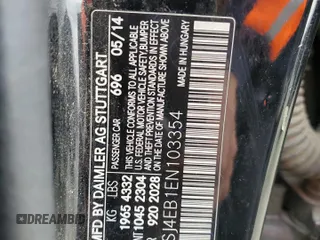 MFD BY DAIMLER AG STUTTGART
PASSENGER CAR 696 05/14
MADE IN HUNGARY
KG LBS
1965 4332
1045 2304
920 2028
THIS VEHICLE CONFORMS TO ALL APPLICABLE
U.S. FEDERAL MOTOR VEHICLE SAFETY, BUMPER
AND THEFT PREVENTION STANDARDS IN EFFECT
ON THE DATE OF MANUFACTURE SHOWN ABOVE
SJ4EB1EN103354
DREAMBID.COM